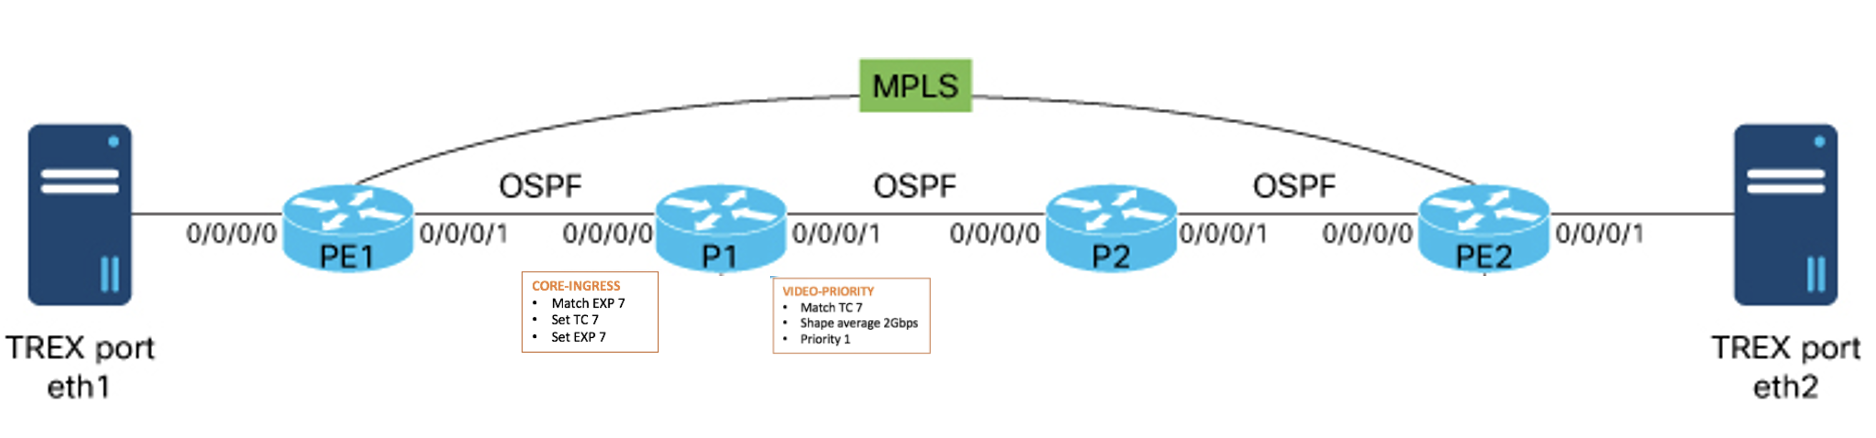 MPLS
OSPF OSPF OSPF
0/0/0/0 PE1 0/0/0/1 0/0/0/0 P1 0/0/0/1 0/0/0/0 P2 0/0/0/1 0/0/0/0 PE2 0/0/0/1
CORE-INGRESS
• Match EXP 7
• Set TC 7
• Set EXP 7
VIDEO-PRIORITY
• Match TC 7
• Shape average 2Gbps
• Priority 1
TREX port
eth1
TREX port
eth2